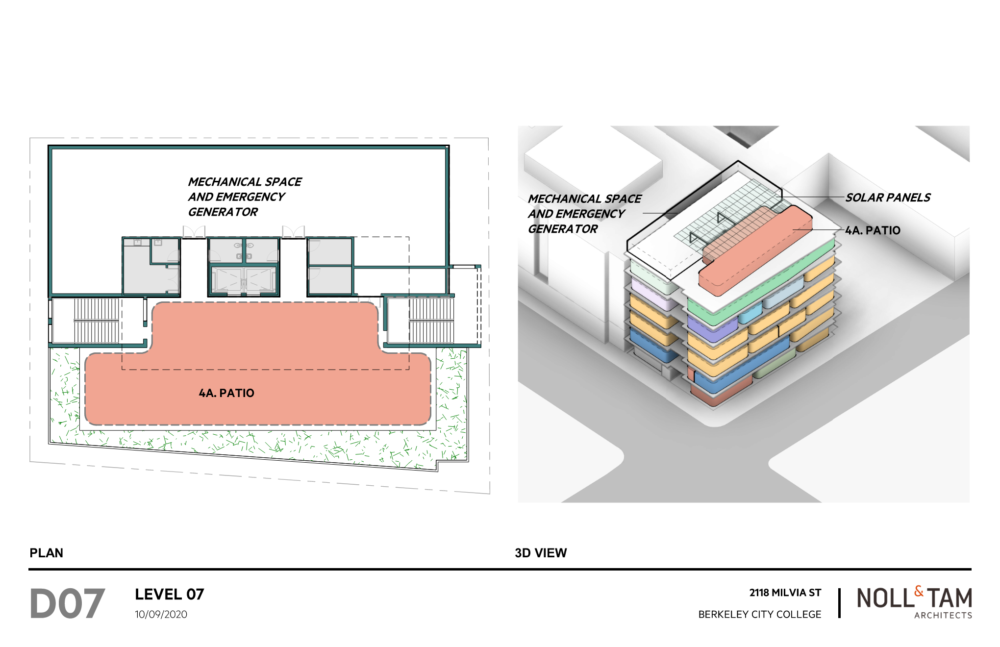 MECHANICAL SPACE
AND EMERGENCY
GENERATOR
4A. PATIO
MECHANICAL SPACE
AND EMERGENCY
GENERATOR
SOLAR PANELS
4A. PATIO
PLAN
3D VIEW
D07
LEVEL 07
10/09/2020
2118 MILVIA ST
BERKELEY CITY COLLEGE
NOLL & TAM
ARCHITECTS